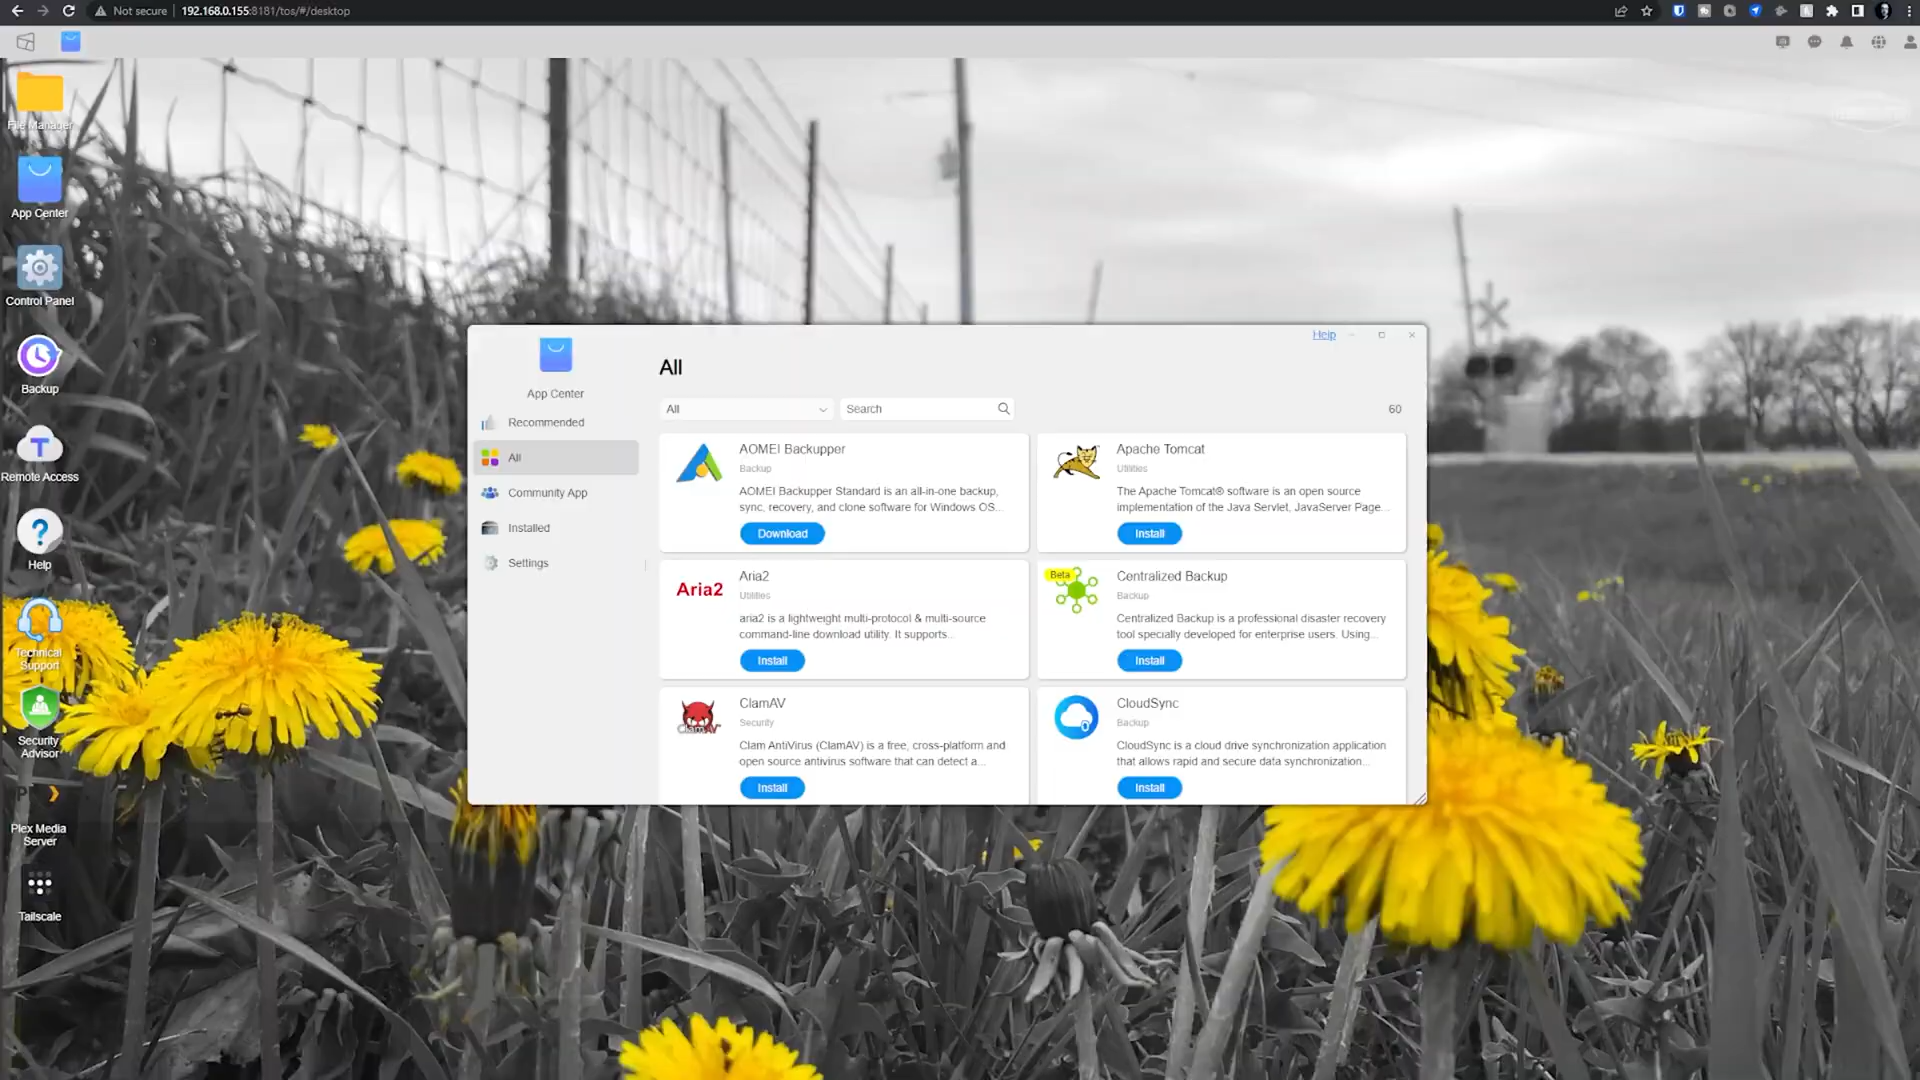 Not secure
192.168.0.155:8181/tos/#/desktop
File Manager
App Center
Control Panel
Backup
Remote Access
Help
Technical
Support
Security
Advisor
Plex Media
Server
Tailscale
App Center
Recommended
All
Community App
Installed
Settings
Help
All
All
Search
60
AOMEI Backupper
Backup
AOMEI Backupper Standard is an all-in-one backup,
sync, recovery, and clone software for Windows OS...
Download
Apache Tomcat
Utilities
The Apache Tomcat® software is an open source
implementation of the Java Servlet, JavaServer Page...
Install
Aria2
Aria2
Utilities
aria2 is a lightweight multi-protocol & multi-source
command-line download utility. It supports...
Install
Beta
Centralized Backup
Backup
Centralized Backup is a professional disaster recovery
tool specially developed for enterprise users. Using...
Install
ClamAV
ClamAV
Security
Clam AntiVirus (ClamAV) is a free, cross-platform and
open source antivirus software that can detect a...
Install
CloudSync
Backup
CloudSync is a cloud drive synchronization application
that allows rapid and secure data synchronization...
Install